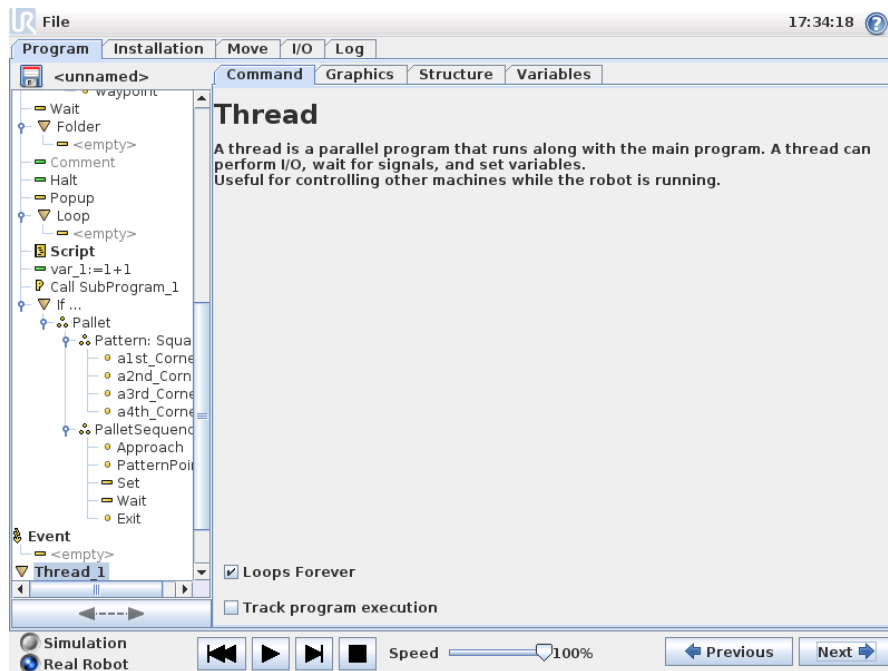 UR File 17:34:18 ?
Program Installation Move I/O Log
<unnamed> Command Graphics Structure Variables
Waypoint
Wait
Folder
<empty>
Comment
Halt
Popup
Loop
<empty>
Script
var_1:=1+1
P Call SubProgram_1
If ...
Pallet
Pattern: Squa
a1st_Corne
a2nd_Corn
a3rd_Corne
a4th_Corne
PalletSequenc
Approach
PatternPoi
Set
Wait
Exit
Event
<empty>
Thread_1
Thread
A thread is a parallel program that runs along with the main program. A thread can
perform I/O, wait for signals, and set variables.
Useful for controlling other machines while the robot is running.
Loops Forever
Track program execution
Simulation
Real Robot
Speed 100%
Previous Next